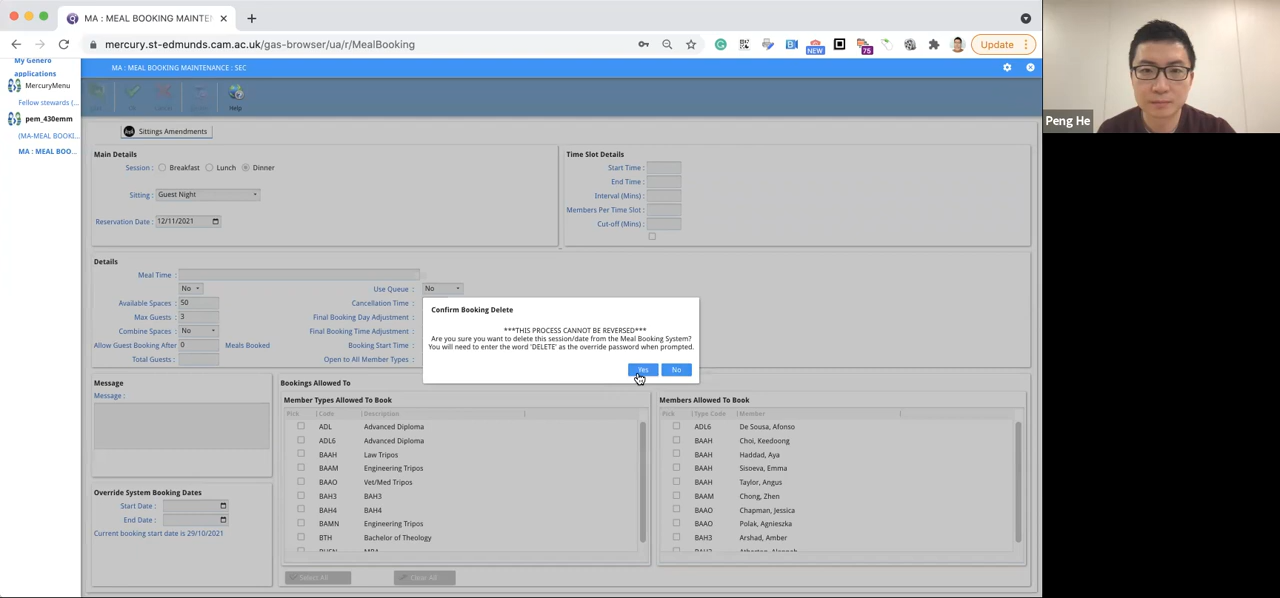 MA : MEAL BOOKING MAINTE
mercury.st-edmunds.cam.ac.uk/gas-browser/ua/r/MealBooking
NEW
75
Update
My Genero
applications
MercuryMenu
Fellow stewards (...
pem_430emm
(MA-MEAL BOOKI...
MA : MEAL BOO...
MA : MEAL BOOKING MAINTENANCE : SEC
Help
Peng He
Sittings Amendments
Main Details
Session : Breakfast Lunch Dinner
Sitting : Guest Night
Reservation Date : 12/11/2021
Time Slot Details
Start Time :
End Time :
Interval (Mins) :
Members Per Time Slot :
Cut-off (Mins) :
Details
Meal Time :
No Use Queue : No
Available Spaces : 50 Cancellation Time :
Max Guests : 3 Final Booking Day Adjustment :
Combine Spaces : No Final Booking Time Adjustment :
Allow Guest Booking After : 0 Meals Booked Booking Start Time :
Total Guests : Open to All Member Types :
Confirm Booking Delete
***THIS PROCESS CANNOT BE REVERSED***
Are you sure you want to delete this session/date from the Meal Booking System?
You will need to enter the word 'DELETE' as the override password when prompted.
Yes No
Message
Message :
Override System Booking Dates
Start Date :
End Date :
Current booking start date is 29/10/2021
Bookings Allowed To
Member Types Allowed To Book
Pick Code Description
ADL Advanced Diploma
ADL6 Advanced Diploma
BAAH Law Tripos
BAAM Engineering Tripos
BAAO Vet/Med Tripos
BAH3 BAH3
BAH4 BAH4
BAMN Engineering Tripos
BTH Bachelor of Theology
Members Allowed To Book
Pick Type Code Member
ADL6 De Sousa, Afonso
BAAH Choi, Keedoong
BAAH Haddad, Aya
BAAH Sisoeva, Emma
BAAH Taylor, Angus
BAAM Chong, Zhen
BAAO Chapman, Jessica
BAAO Polak, Agnieszka
BAH3 Arshad, Amber
Select All Clear All